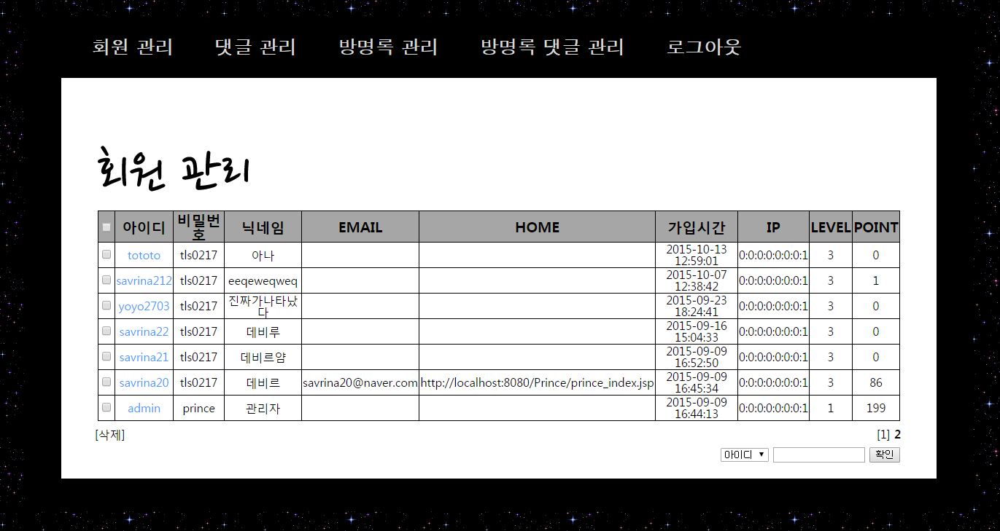 회원 관리 댓글 관리 방명록 관리 방명록 댓글 관리 로그아웃
회원 관리
아이디 비밀번호 닉네임 EMAIL HOME 가입시간 IP LEVEL POINT
tototo tls0217 아나 2015-10-13 12:59:01 0:0:0:0:0:0:0:1 3 0
savrina212 tls0217 eeqeweqweq 2015-10-07 12:38:42 0:0:0:0:0:0:0:1 3 1
yoyo2703 tls0217 진짜가나타났다 2015-09-23 18:24:41 0:0:0:0:0:0:0:1 3 0
savrina22 tls0217 데비루 2015-09-16 15:04:33 0:0:0:0:0:0:0:1 3 0
savrina21 tls0217 데비르얌 2015-09-09 16:52:50 0:0:0:0:0:0:0:1 3 0
savrina20 tls0217 데비르 savrina20@naver.com http://localhost:8080/Prince/prince_index.jsp 2015-09-09 16:45:34 0:0:0:0:0:0:0:1 3 86
admin prince 관리자 2015-09-09 16:44:13 0:0:0:0:0:0:0:1 1 199
[삭제] [1] 2
아이디 확인